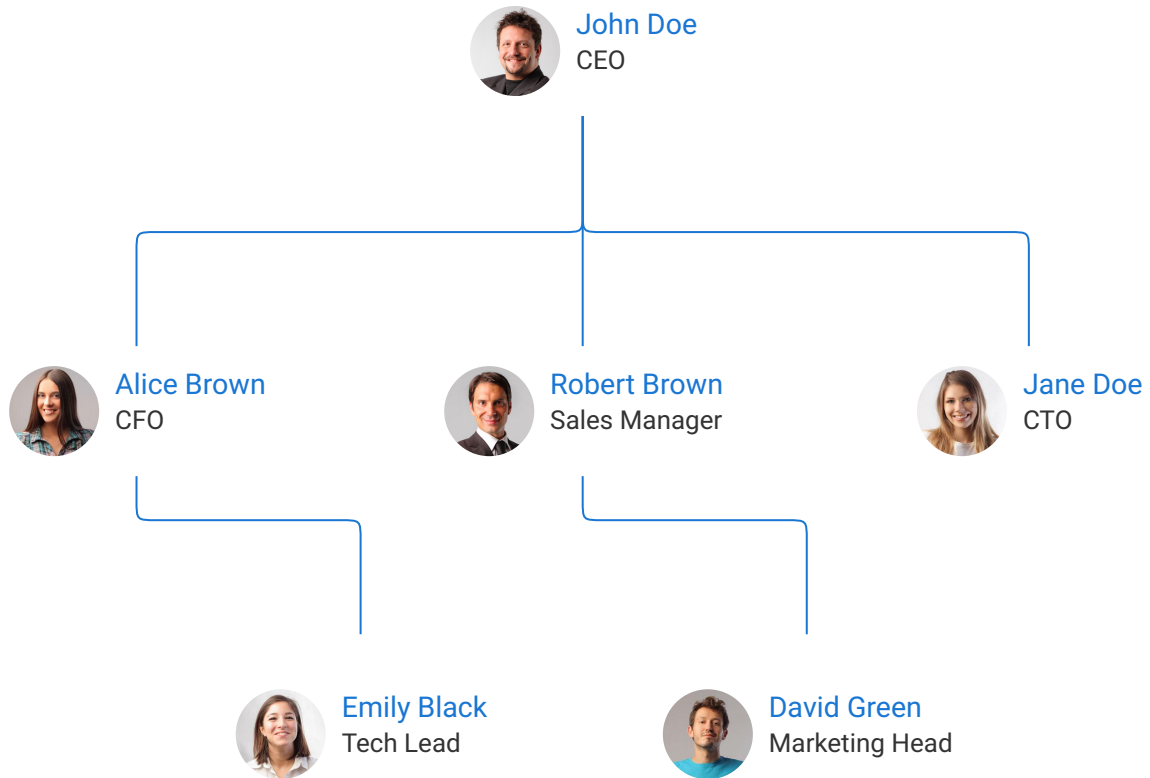 John Doe
CEO
Alice Brown
CFO
Robert Brown
Sales Manager
Jane Doe
CTO
Emily Black
Tech Lead
David Green
Marketing Head